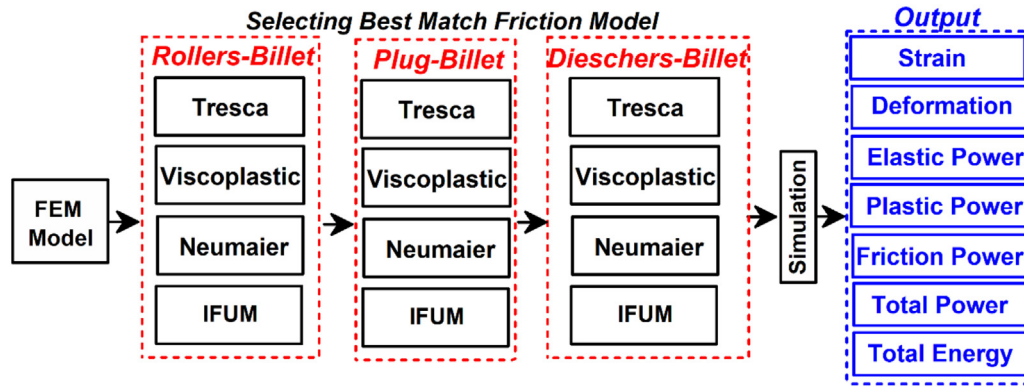 Selecting Best Match Friction Model
FEM
Model
Rollers-Billet
Tresca
Viscoplastic
Neumaier
IFUM
Plug-Billet
Tresca
Viscoplastic
Neumaier
IFUM
Dieschers-Billet
Tresca
Viscoplastic
Neumaier
IFUM
Simulation
Output
Strain
Deformation
Elastic Power
Plastic Power
Friction Power
Total Power
Total Energy